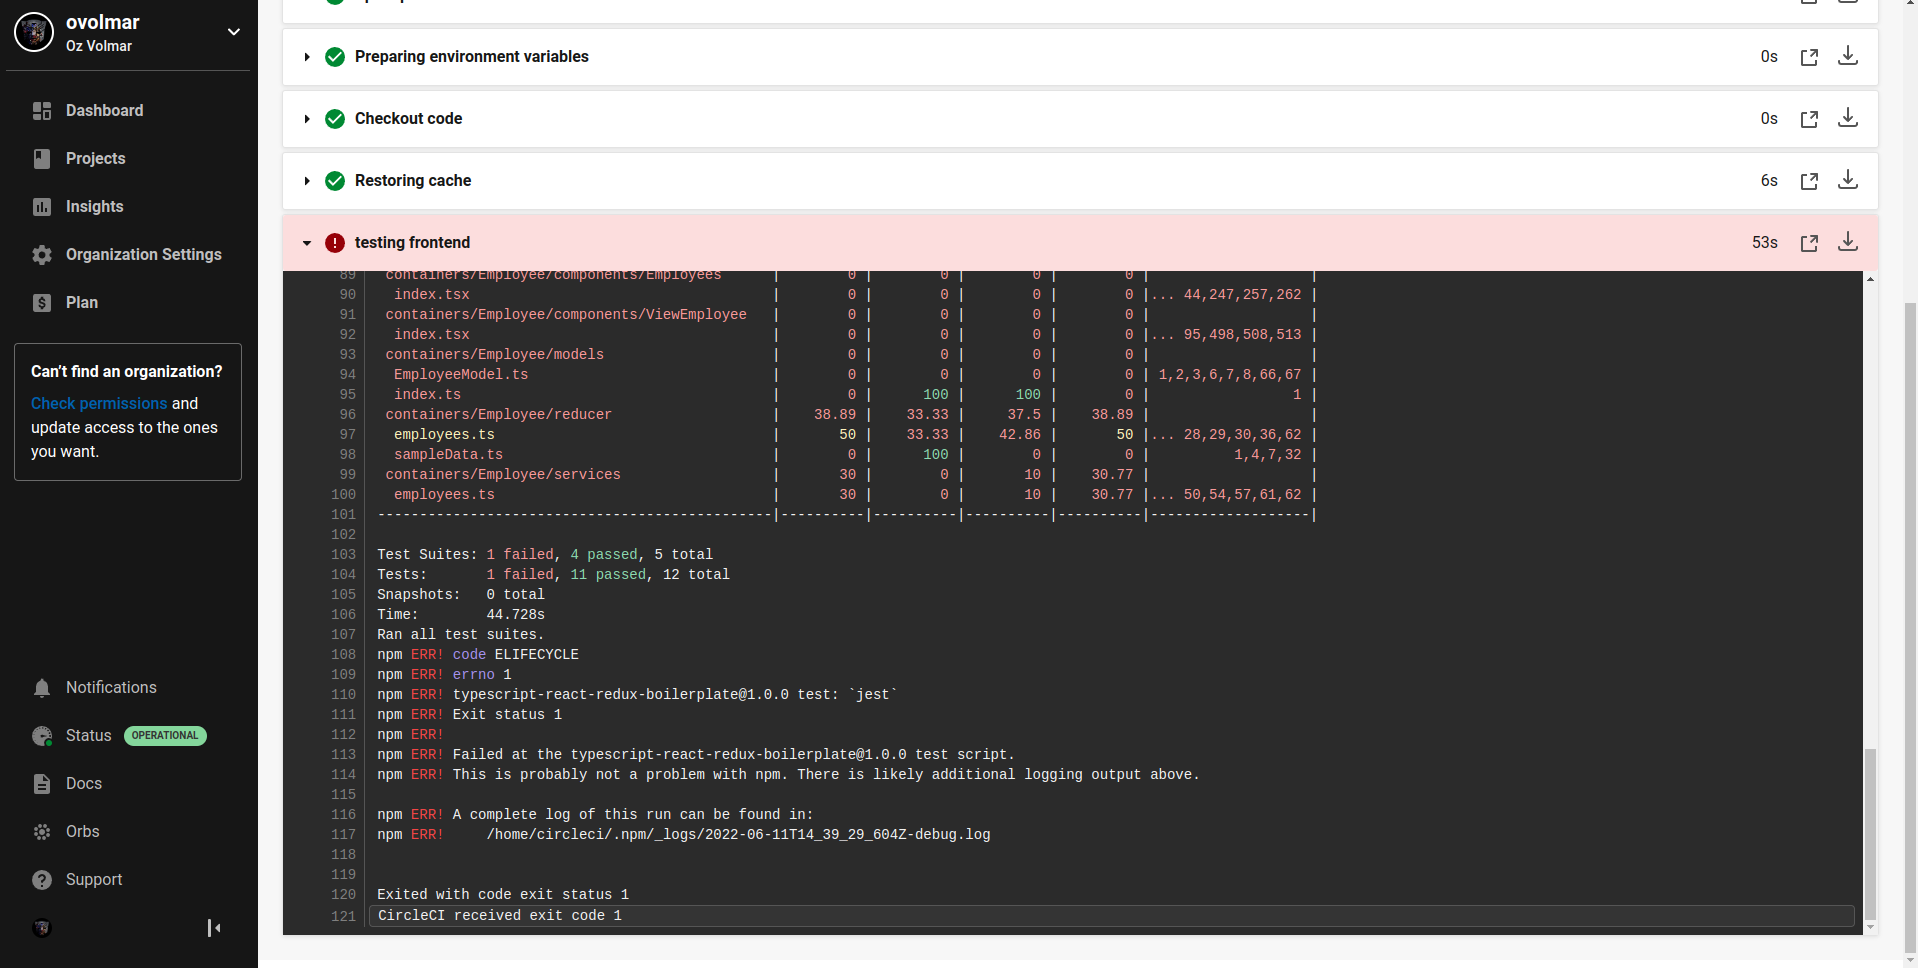 ovolmar
Oz Volmar
Dashboard
Projects
Insights
Organization Settings
Plan
Can't find an organization?
Check permissions and
update access to the ones
you want.
Notifications
Status OPERATIONAL
Docs
Orbs
Support
Preparing environment variables 0s
Checkout code 0s
Restoring cache 6s
testing frontend 53s
89 containers/Employee/components/Employees | 0 | 0 | 0 | 0 | |
90 index.tsx | 0 | 0 | 0 | 0 |... 44,247,257,262 |
91 containers/Employee/components/ViewEmployee | 0 | 0 | 0 | 0 | |
92 index.tsx | 0 | 0 | 0 | 0 |... 95,498,508,513 |
93 containers/Employee/models | 0 | 0 | 0 | 0 | |
94 EmployeeModel.ts | 0 | 0 | 0 | 0 | 1,2,3,6,7,8,66,67 |
95 index.ts | 0 | 100 | 100 | 0 | 1 |
96 containers/Employee/reducer | 38.89 | 33.33 | 37.5 | 38.89 | |
97 employees.ts | 50 | 33.33 | 42.86 | 50 |... 28,29,30,36,62 |
98 sampleData.ts | 0 | 100 | 0 | 0 | 1,4,7,32 |
99 containers/Employee/services | 30 | 0 | 10 | 30.77 | |
100 employees.ts | 30 | 0 | 10 | 30.77 |... 50,54,57,61,62 |
101 -----------------------------------------------|----------|----------|----------|----------|-------------------|
102
103 Test Suites: 1 failed, 4 passed, 5 total
104 Tests: 1 failed, 11 passed, 12 total
105 Snapshots: 0 total
106 Time: 44.728s
107 Ran all test suites.
108 npm ERR! code ELIFECYCLE
109 npm ERR! errno 1
110 npm ERR! typescript-react-redux-boilerplate@1.0.0 test: `jest`
111 npm ERR! Exit status 1
112 npm ERR!
113 npm ERR! Failed at the typescript-react-redux-boilerplate@1.0.0 test script.
114 npm ERR! This is probably not a problem with npm. There is likely additional logging output above.
115
116 npm ERR! A complete log of this run can be found in:
117 npm ERR! /home/circleci/.npm/_logs/2022-06-11T14_39_29_604Z-debug.log
118
119
120 Exited with code exit status 1
121 CircleCI received exit code 1